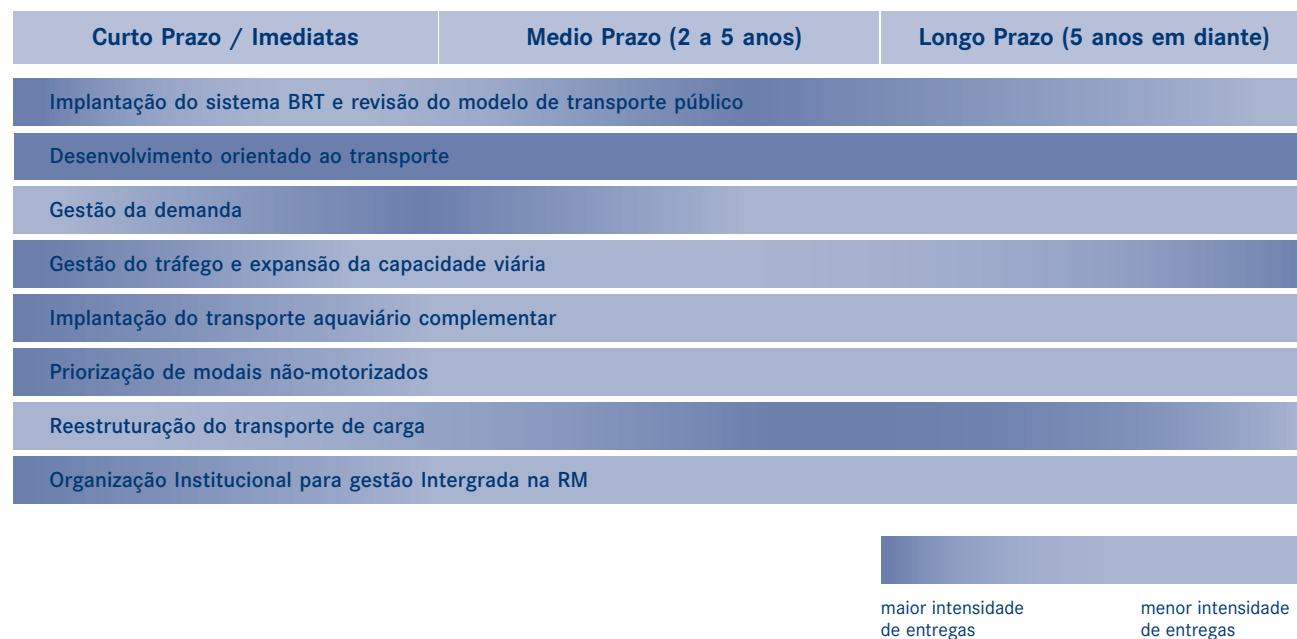 Curto Prazo / Imediatas
Medio Prazo (2 a 5 anos)
Longo Prazo (5 anos em diante)
Implantação do sistema BRT e revisão do modelo de transporte público
Desenvolvimento orientado ao transporte
Gestão da demanda
Gestão do tráfego e expansão da capacidade viária
Implantação do transporte aquaviário complementar
Priorização de modais não-motorizados
Reestruturação do transporte de carga
Organização Institucional para gestão Intergrada na RM
maior intensidade
de entregas
menor intensidade
de entregas